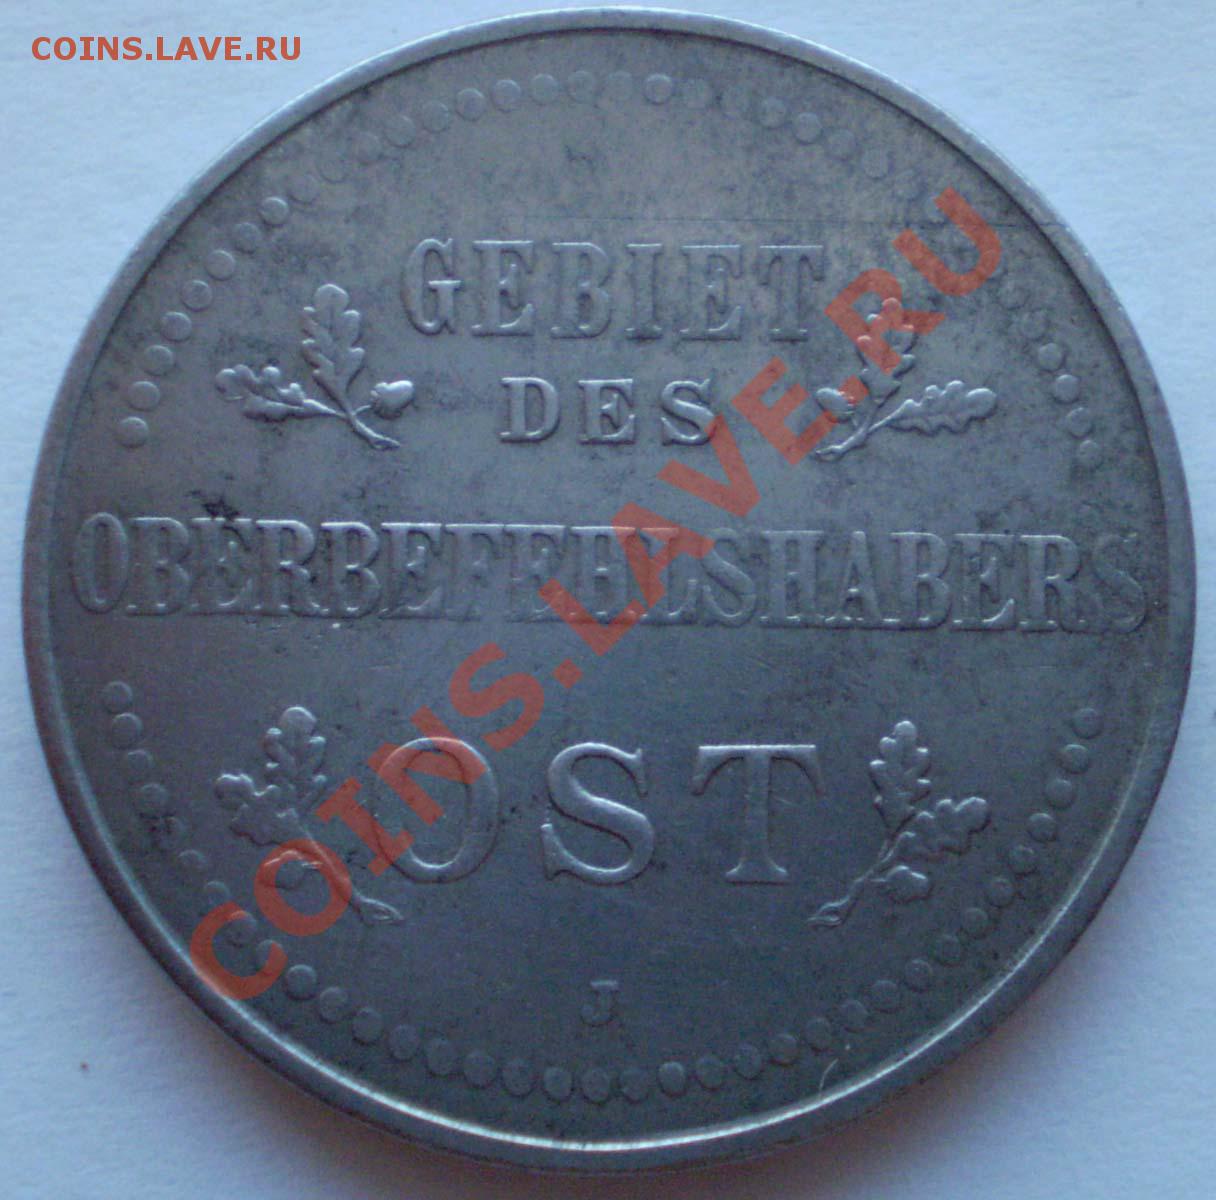 COINS.LAVE.RU
GEBIET
DES
OBERBEFEHLSHABERS
OST
J
COINS.LAVE.RU